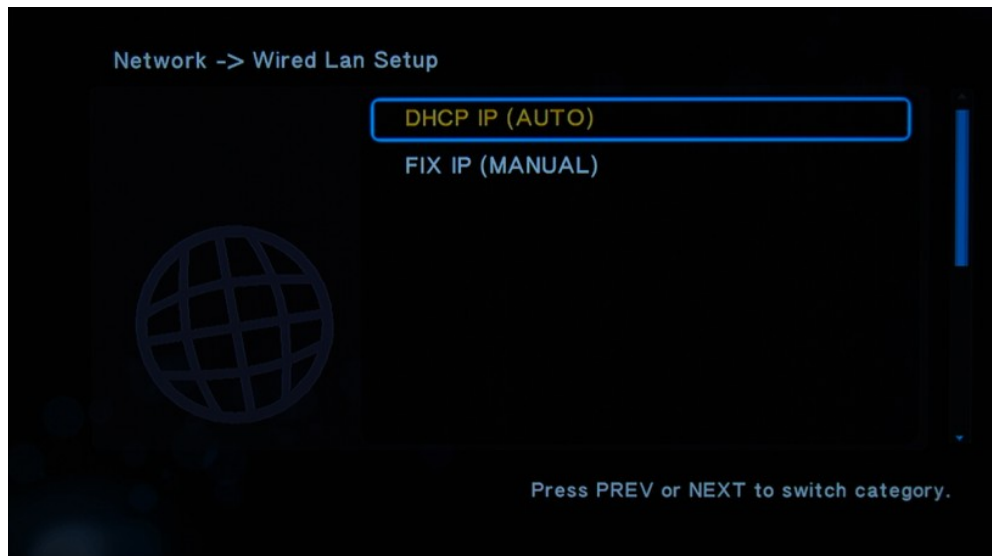 Network -> Wired Lan Setup
DHCP IP (AUTO)
FIX IP (MANUAL)
Press PREV or NEXT to switch category.